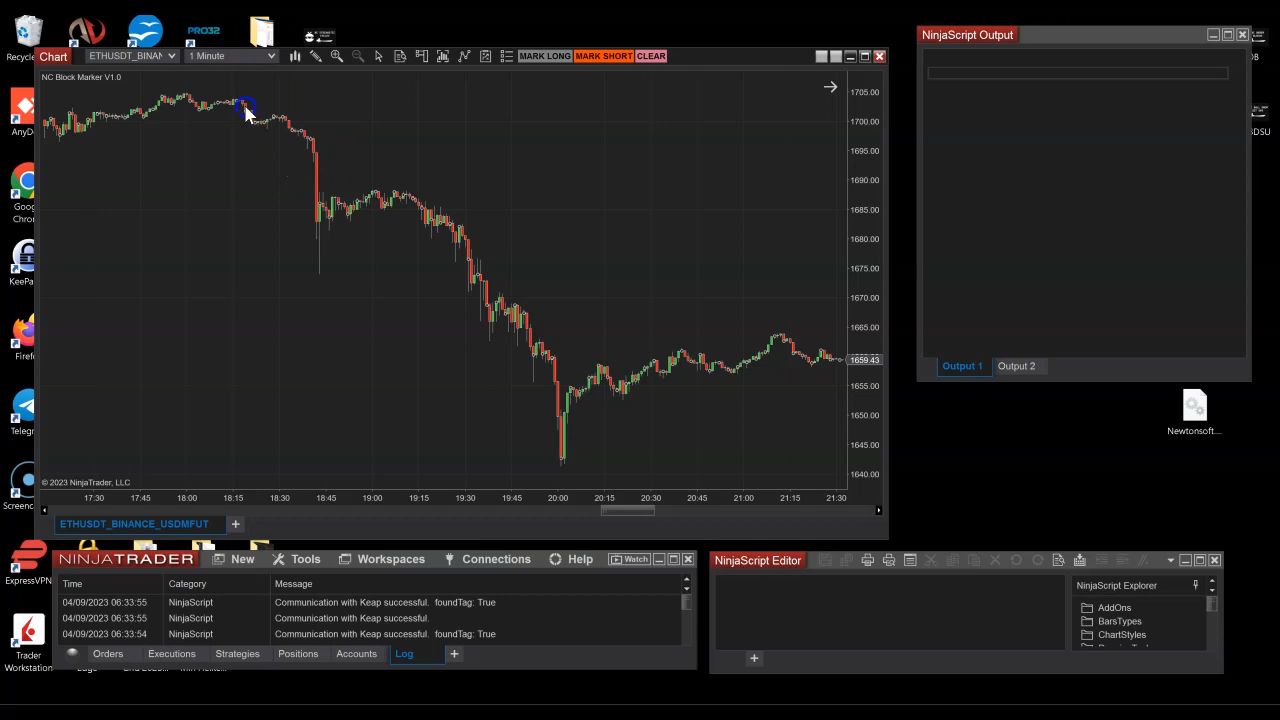 Recycle
PRO32
Chart
ETHUSDT_BINAN
1 Minute
MARK LONG
MARK SHORT
CLEAR
NC Block Marker V1.0
1705.00
1700.00
1695.00
1690.00
1685.00
1680.00
1675.00
1670.00
1665.00
1659.43
1655.00
1650.00
1645.00
1640.00
© 2023 NinjaTrader, LLC
17:30 17:45 18:00 18:15 18:30 18:45 19:00 19:15 19:30 19:45 20:00 20:15 20:30 20:45 21:00 21:15 21:30
ETHUSDT_BINANCE_USDMFUT
+
AnyD
Goog
Chron
KeePa
Firef
Telegr
Screenc
ExpressVPN
Trader
Workstation
NinjaScript Output
Output 1
Output 2
DB
BDSU
Newtonsoft....
NINJATRADER
New
Tools
Workspaces
Connections
Help
Watch
Time Category Message
04/09/2023 06:33:55 NinjaScript Communication with Keap successful. foundTag: True
04/09/2023 06:33:55 NinjaScript Communication with Keap successful.
04/09/2023 06:33:54 NinjaScript Communication with Keap successful. foundTag: True
Orders
Executions
Strategies
Positions
Accounts
Log
+
NinjaScript Editor
NinjaScript Explorer
AddOns
BarsTypes
ChartStyles
+